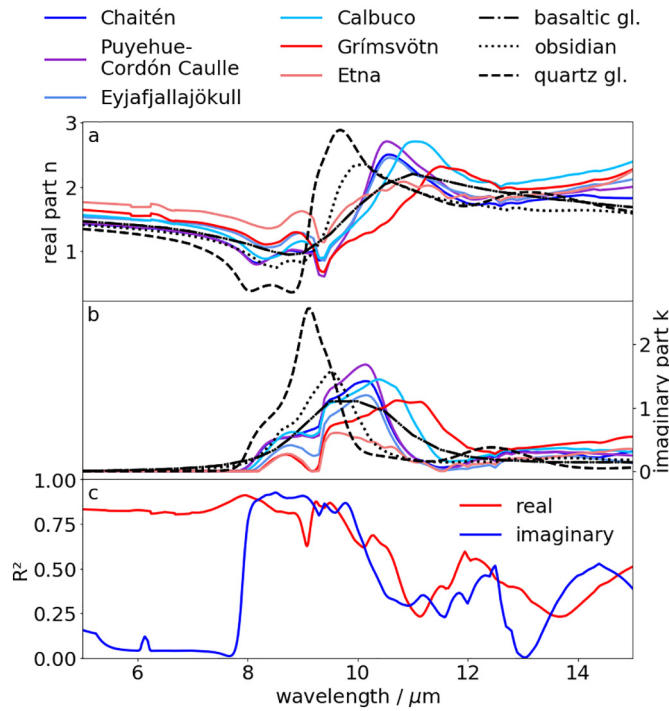 Chaitén
Puyehue-
Cordón Caulle
Eyjafjallajökull
Calbuco
Grímsvötn
Etna
basaltic gl.
obsidian
quartz gl.
a
3
2
1
real part n
b
2
1
0
imaginary part k
c
1.00
0.75
0.50
0.25
0.00
R²
real
imaginary
6
8
10
12
14
wavelength / μm